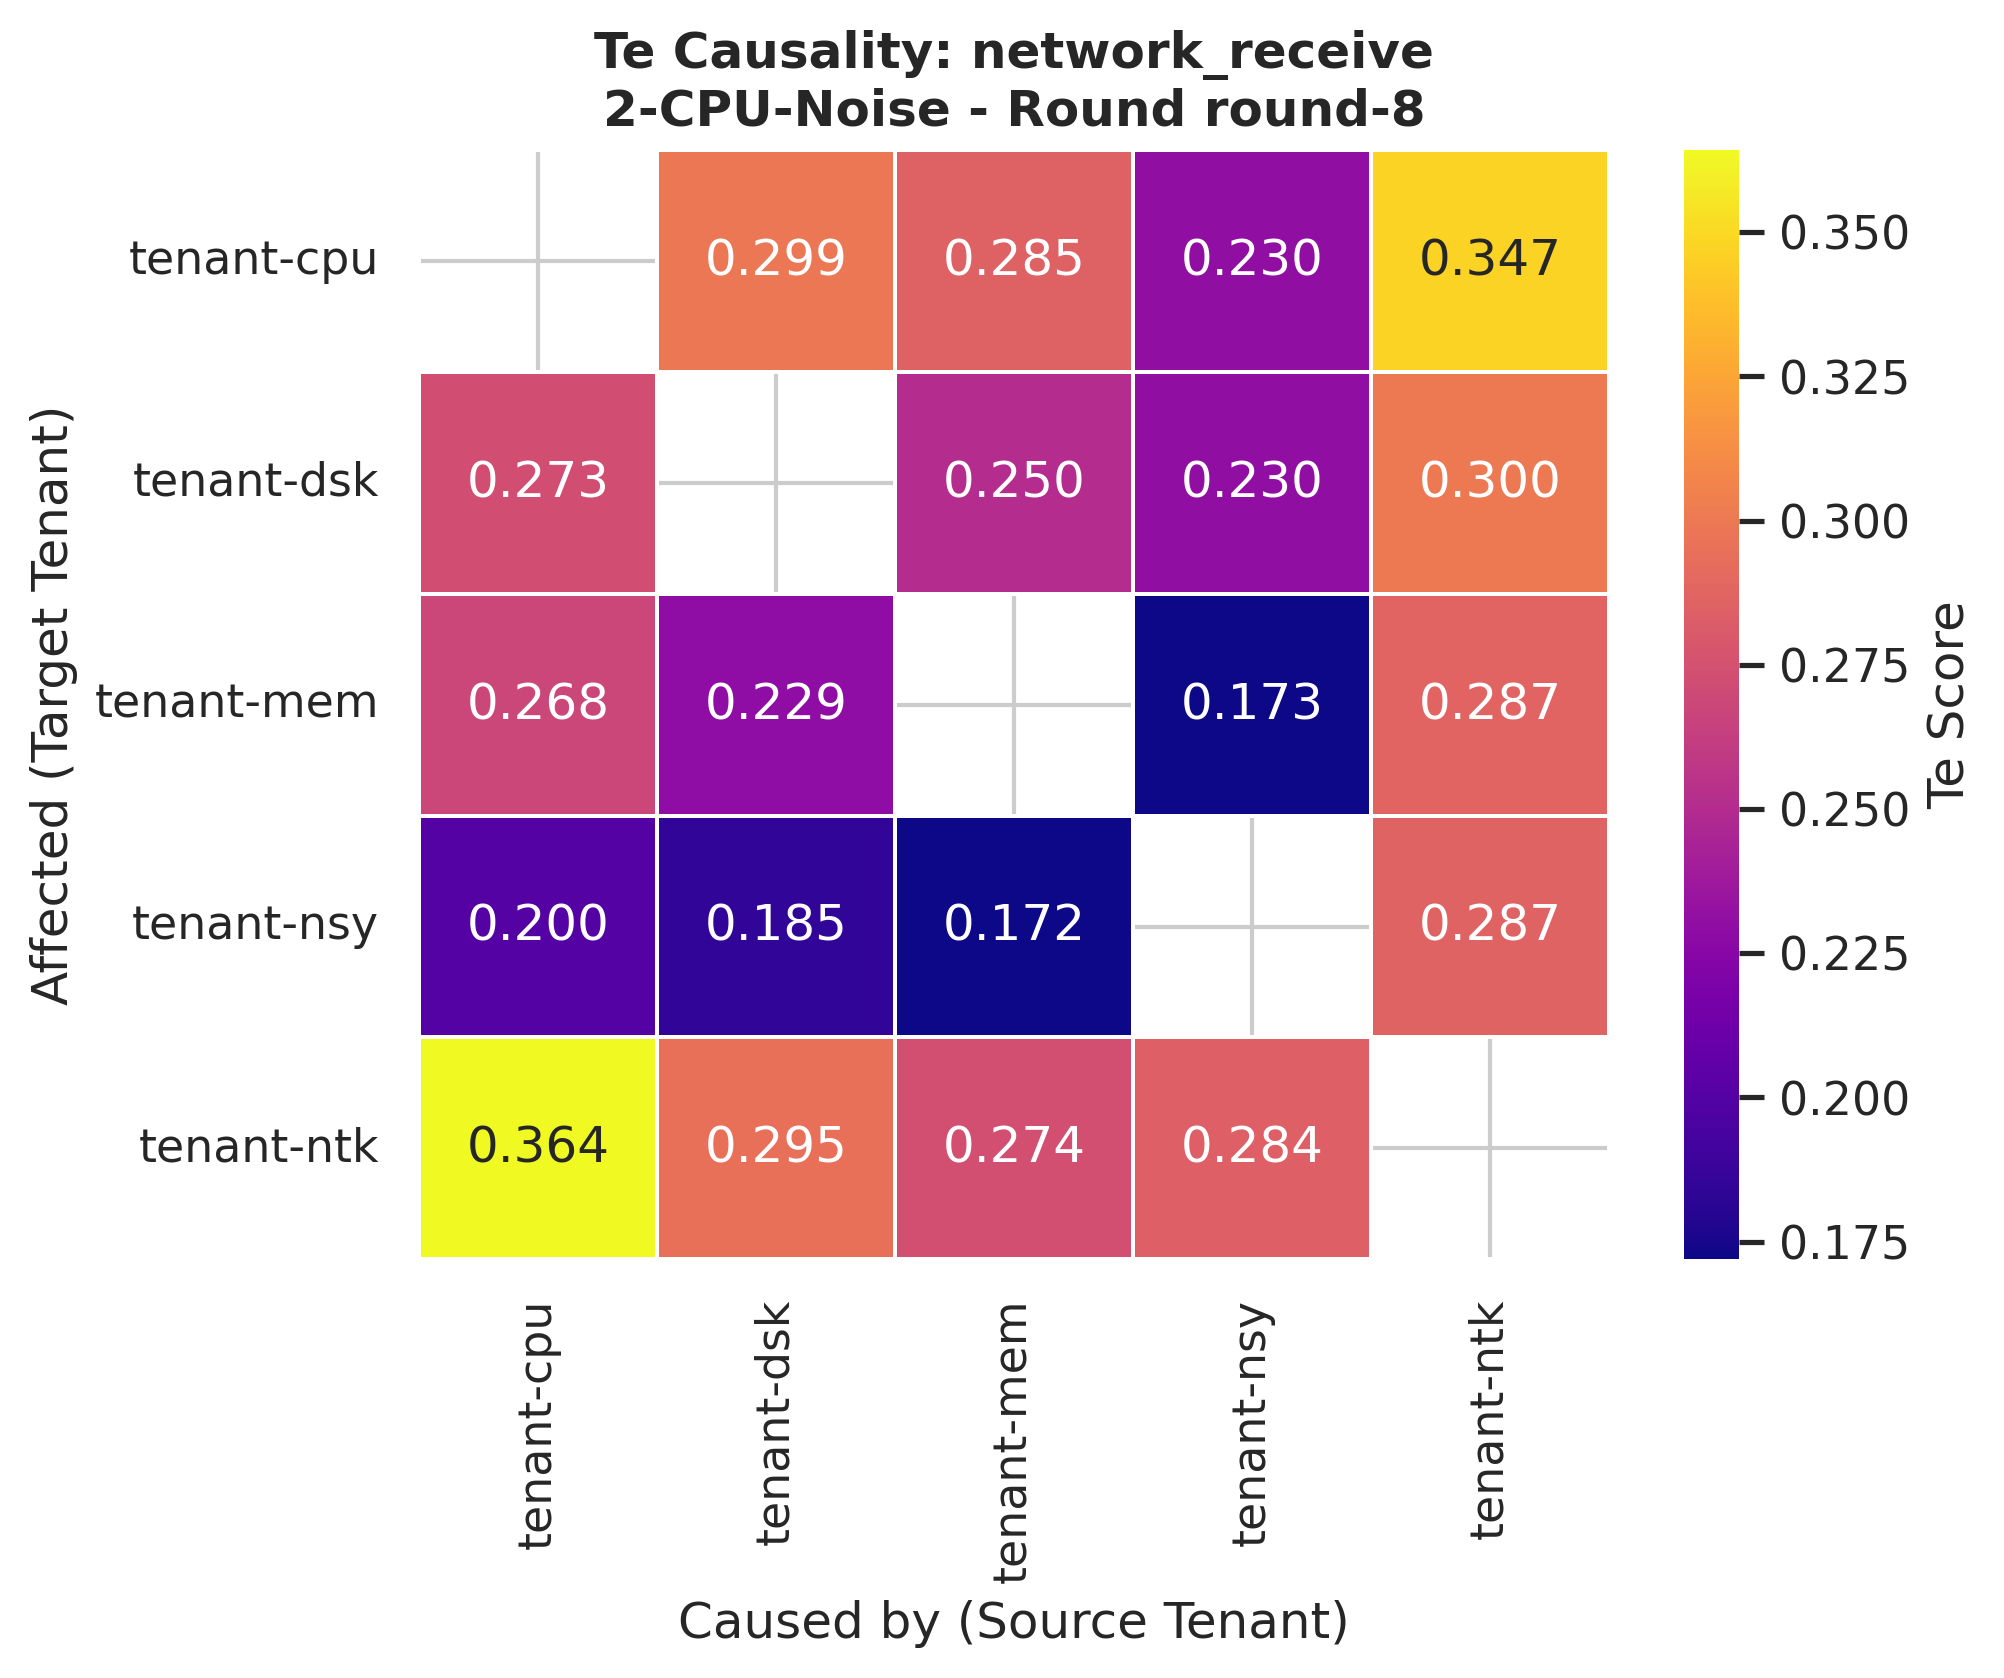 Te Causality: network_receive
2-CPU-Noise - Round round-8
Affected (Target Tenant)
tenant-cpu 0.299 0.285 0.230 0.347
tenant-dsk 0.273 0.250 0.230 0.300
tenant-mem 0.268 0.229 0.173 0.287
tenant-nsy 0.200 0.185 0.172 0.287
tenant-ntk 0.364 0.295 0.274 0.284
tenant-cpu tenant-dsk tenant-mem tenant-nsy tenant-ntk
Caused by (Source Tenant)
0.350
0.325
0.300
0.275
0.250
0.225
0.200
0.175
Te Score